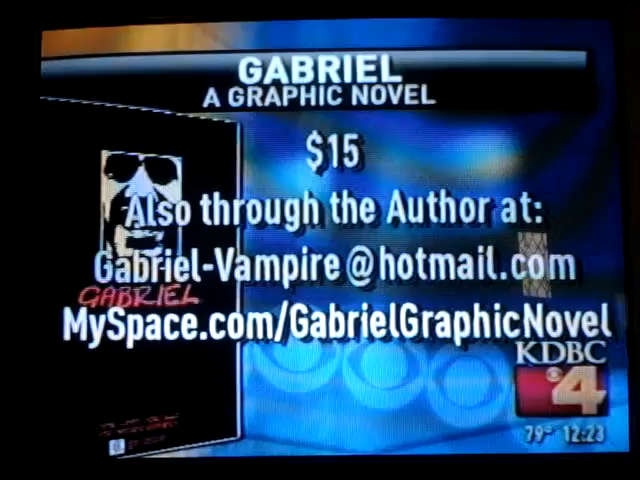 GABRIEL
A GRAPHIC NOVEL
$15
Also through the Author at:
Gabriel-Vampire@hotmail.com
GABRIEL
MySpace.com/GabrielGraphicNovel
KDBC
4
79° 12:23